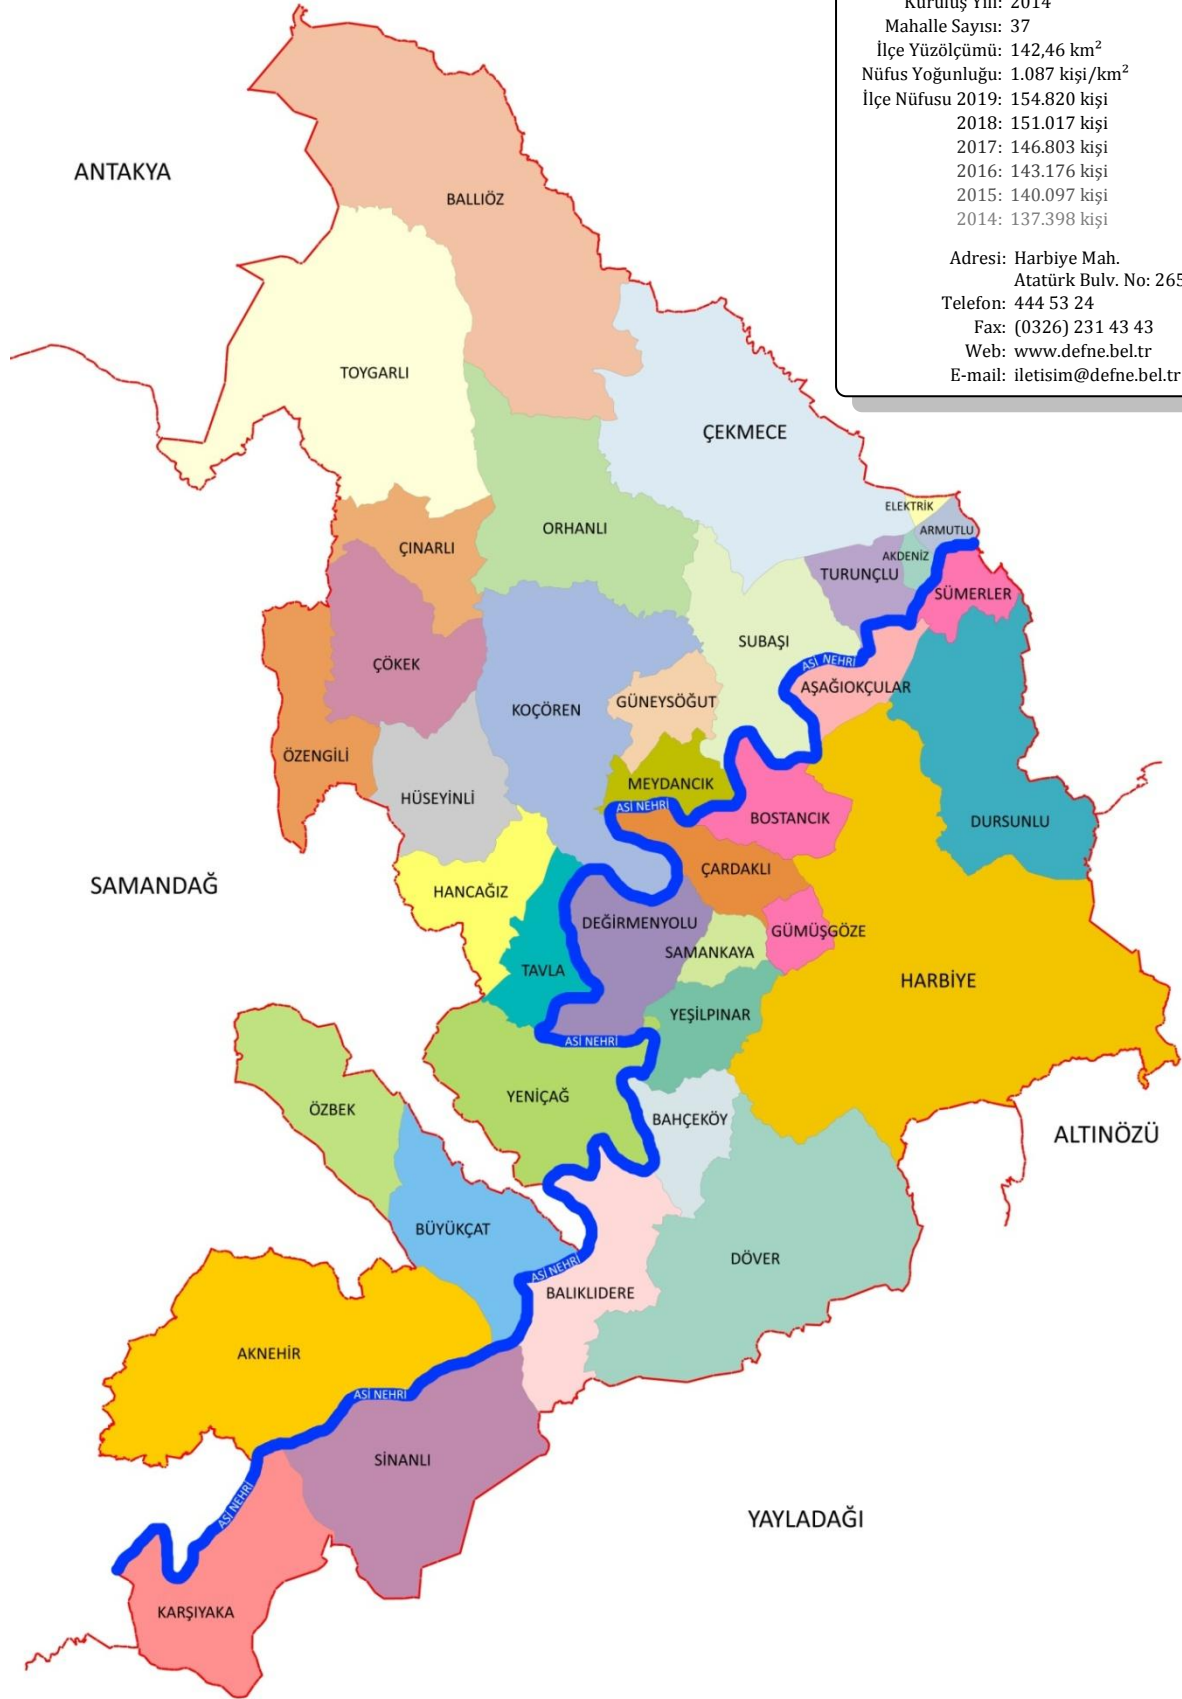 Kuruluş Yılı: 2014
Mahalle Sayısı: 37
İlçe Yüzölçümü: 142,46 km²
Nüfus Yoğunluğu: 1.087 kişi/km²
İlçe Nüfusu 2019: 154.820 kişi
2018: 151.017 kişi
2017: 146.803 kişi
2016: 143.176 kişi
2015: 140.097 kişi
2014: 137.398 kişi
Adresi: Harbiye Mah.
Atatürk Bulv. No: 265
Telefon: 444 53 24
Fax: (0326) 231 43 43
Web: www.defne.bel.tr
E-mail: iletisim@defne.bel.tr
ANTAKYA
BALLIÖZ
TOYGARLI
ÇEKMECE
ELEKTRİK
ARMUTLU
ORHANLI
ÇINARLI
AKDENİZ
TURUNÇLU
SÜMERLER
SUBAŞI
ASİ NEHRİ
ÇÖKEK
AŞAĞIOKÇULAR
GÜNEYSÖĞUT
KOÇÖREN
ÖZENGİLİ
MEYDANCIK
HÜSEYİNLİ
ASİ NEHRİ
BOSTANCIK
DURSUNLU
ÇARDAKLI
SAMANDAĞ
HANCAĞIZ
DEĞİRMENYOLU
GÜMÜŞGÖZE
SAMANKAYA
TAVLA
HARBİYE
YEŞİLPINAR
ASİ NEHRİ
YENİÇAĞ
ÖZBEK
BAHÇEKÖY
ALTINÖZÜ
BÜYÜKÇAT
DÖVER
ASİ NEHRİ
BALIKLIDERE
AKNEHİR
ASİ NEHRİ
SİNANLI
ASİ NEHRİ
YAYLADAĞI
KARŞIYAKA